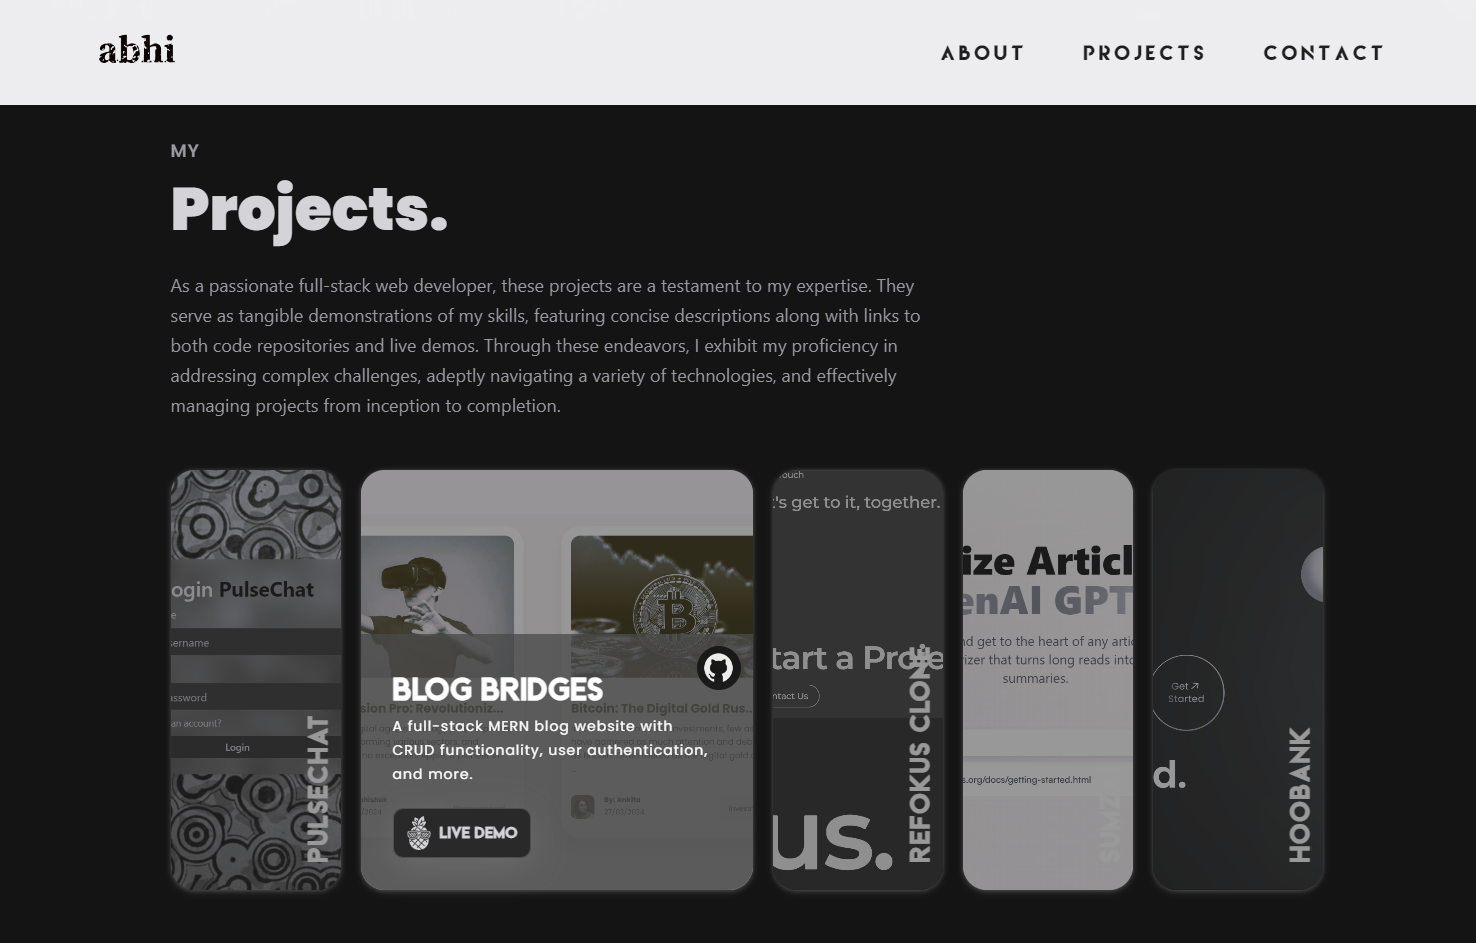 abhi
ABOUT PROJECTS CONTACT
MY
Projects.
As a passionate full-stack web developer, these projects are a testament to my expertise. They
serve as tangible demonstrations of my skills, featuring concise descriptions along with links to
both code repositories and live demos. Through these endeavors, I exhibit my proficiency in
addressing complex challenges, adeptly navigating a variety of technologies, and effectively
managing projects from inception to completion.
ogin PulseChat
sername
assword
an account?
Login
PULSECHAT
BLOG BRIDGES
sion Pro: Revolutioniz...
Bitcoin: The Digital Gold Rus...
A full-stack MERN blog website with
CRUD functionality, user authentication,
and more.
By: Ankita
27/03/2024
LIVE DEMO
ouch
t's get to it, together.
tart a Proje
ntact Us
us.
REFOKUS CLONE
ize Articl
enAI GPT
nd get to the heart of any artic
rizer that turns long reads into
summaries.
s.org/docs/getting-started.html
SUMZ
Get
Started
d.
HOOBANK